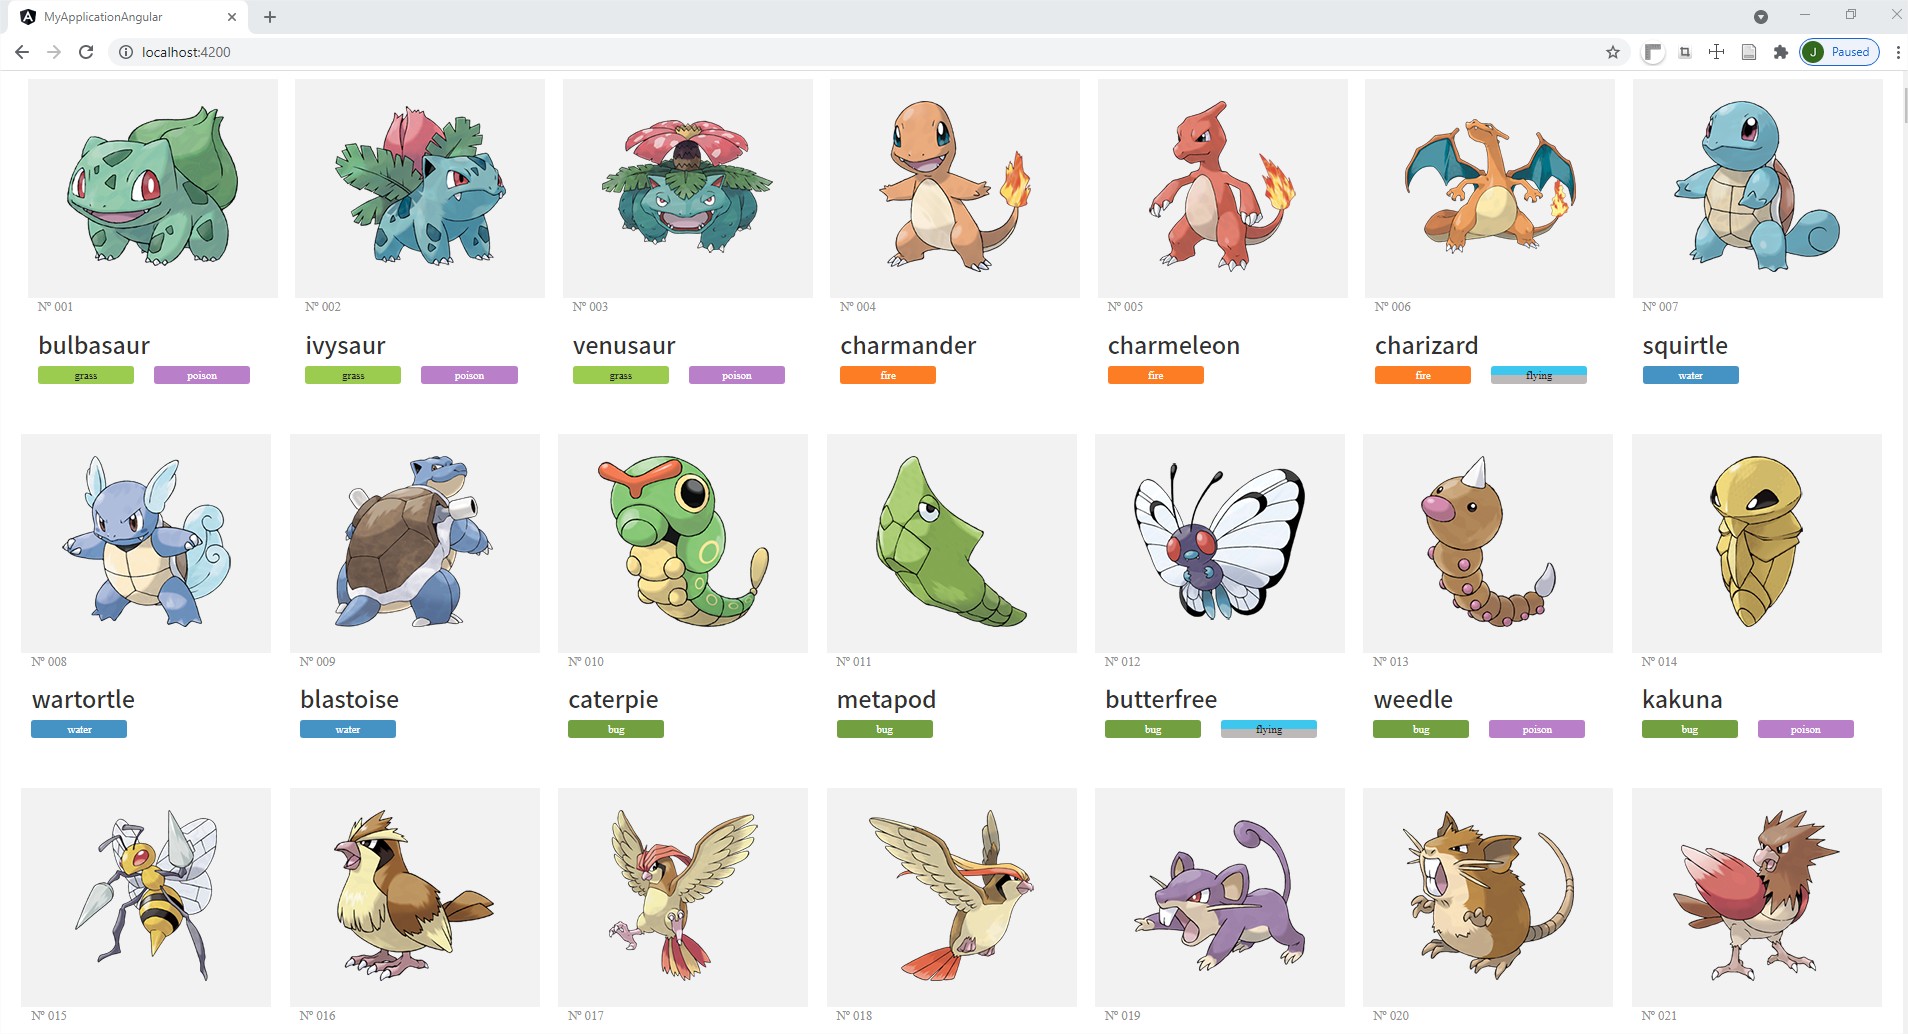 MyApplicationAngular
localhost:4200
J Paused
Nº 001 Nº 002 Nº 003 Nº 004 Nº 005 Nº 006 Nº 007
bulbasaur ivysaur venusaur charmander charmeleon charizard squirtle
grass poison grass poison grass poison fire fire fire flying water
Nº 008 Nº 009 Nº 010 Nº 011 Nº 012 Nº 013 Nº 014
wartortle blastoise caterpie metapod butterfree weedle kakuna
water water bug bug bug flying bug poison bug poison
Nº 015 Nº 016 Nº 017 Nº 018 Nº 019 Nº 020 Nº 021